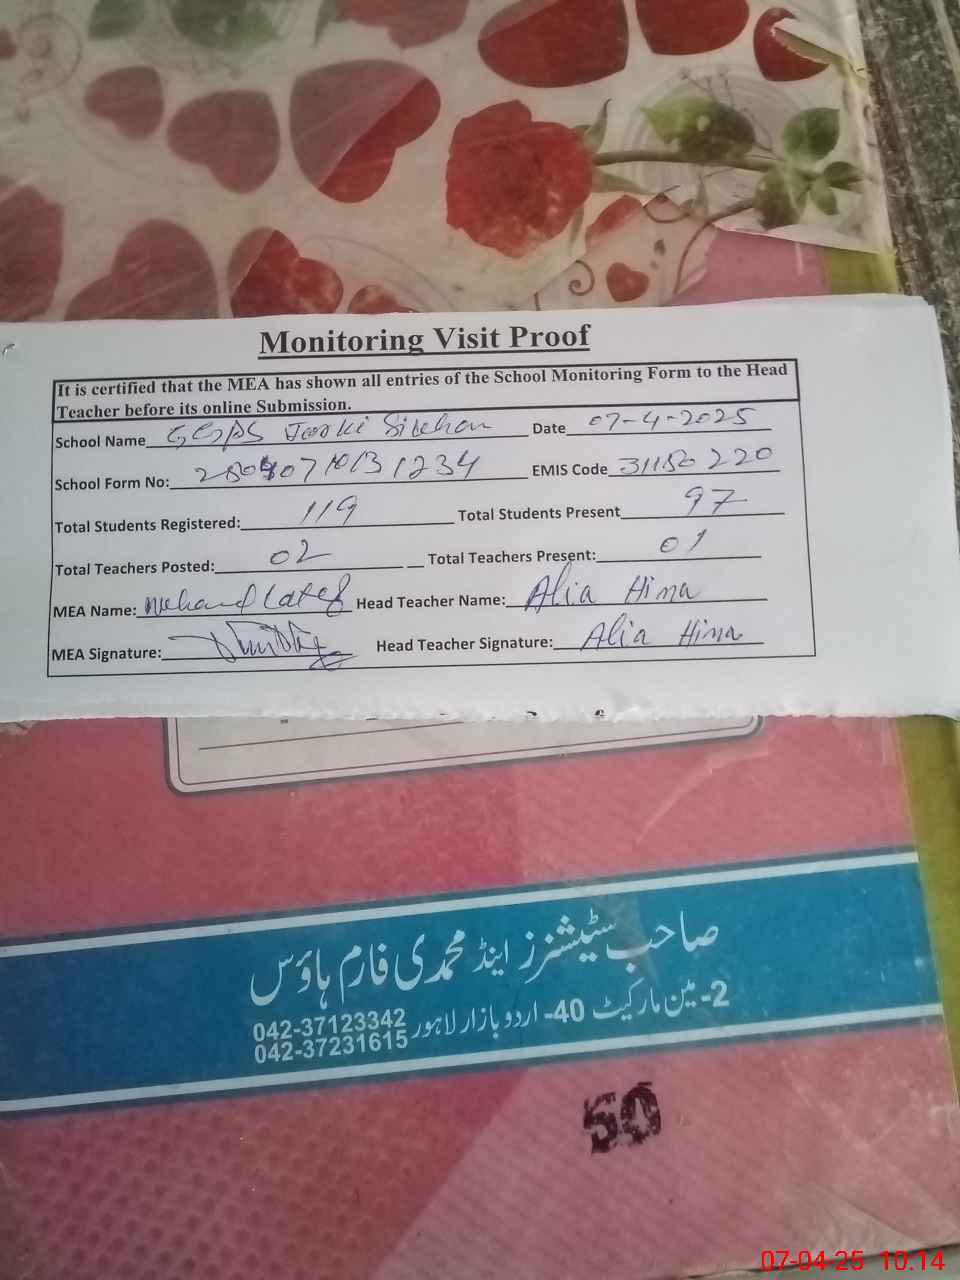 Monitoring Visit Proof
It is certified that the MEA has shown all entries of the School Monitoring Form to the Head
Teacher before its online Submission.
School Name Date 07-4-2025
School Form No: EMIS Code 31180220
Total Students Registered: 119 Total Students Present 97
Total Teachers Posted: 02 Total Teachers Present: 01
MEA Name: Head Teacher Name: Alia Hina
MEA Signature: Head Teacher Signature: Alia Hina
صاحب سٹیشنرز اینڈ محمدی فارم ہاؤس
2- مین مارکیٹ 40- اردو بازار لاہور 042-37123342
042-37231615
50
07-04-25 10.14